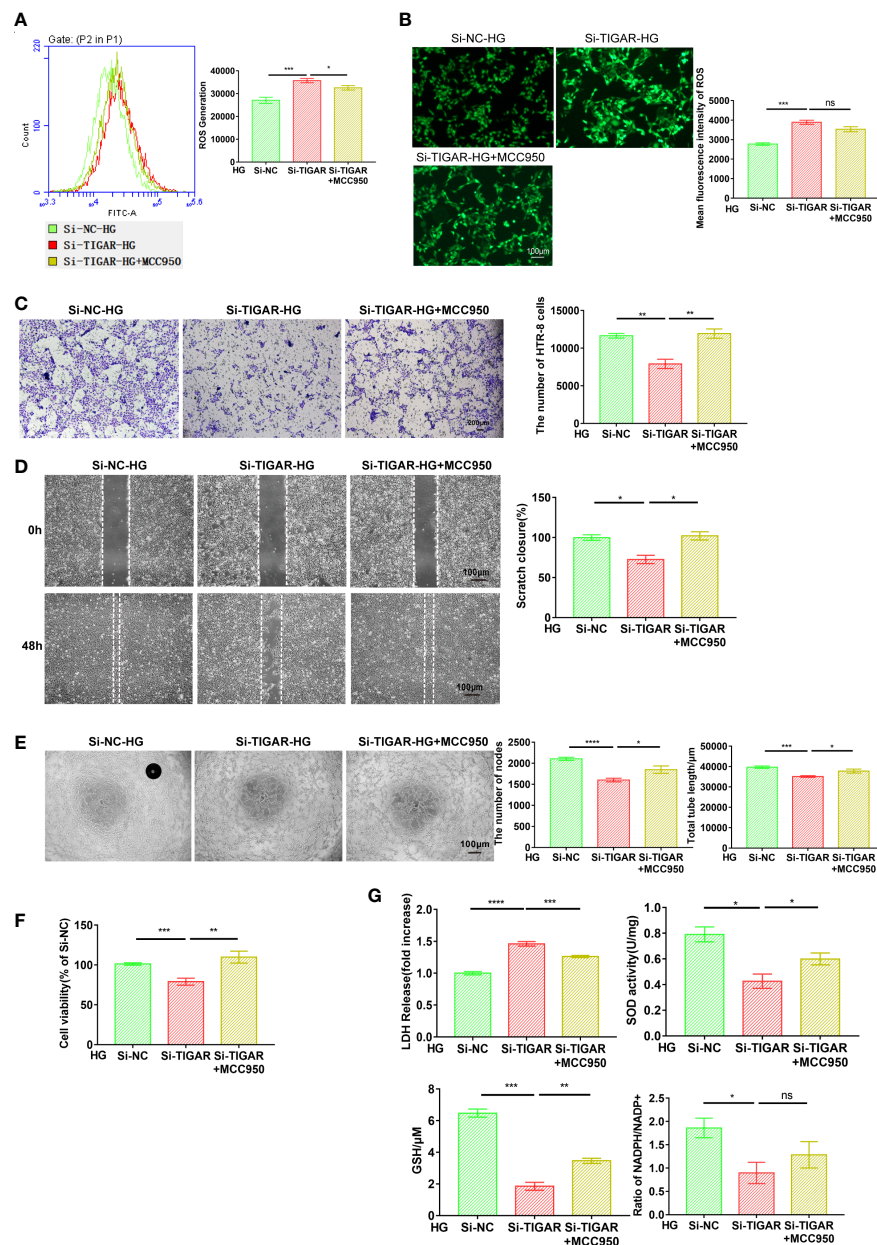 A
Gate: (P2 in P1)
220
100
0
Count
3.3
4
5
5.6
FITC-A
Si-NC-HG
Si-TIGAR-HG
Si-TIGAR-HG+MCC950
ROS Generation
40000
30000
20000
10000
0
***
*
HG
Si-NC
Si-TIGAR
Si-TIGAR
+MCC950
B
Si-NC-HG
Si-TIGAR-HG
Si-TIGAR-HG+MCC950
100μm
Mean fluorescence intensity of ROS
5000
4000
3000
2000
1000
0
***
ns
HG
Si-NC
Si-TIGAR
Si-TIGAR
+MCC950
C
Si-NC-HG
Si-TIGAR-HG
Si-TIGAR-HG+MCC950
200μm
The number of HTR-8 cells
15000
10000
5000
0
**
**
HG
Si-NC
Si-TIGAR
Si-TIGAR
+MCC950
D
Si-NC-HG
Si-TIGAR-HG
Si-TIGAR-HG+MCC950
0h
100μm
48h
100μm
Scratch closure(%)
150
100
50
0
*
*
HG
Si-NC
Si-TIGAR
Si-TIGAR
+MCC950
E
Si-NC-HG
Si-TIGAR-HG
Si-TIGAR-HG+MCC950
100μm
The number of nodes
2500
2000
1500
1000
500
0
****
*
HG
Si-NC
Si-TIGAR
Si-TIGAR
+MCC950
Total tube length/μm
50000
40000
30000
20000
10000
0
***
*
HG
Si-NC
Si-TIGAR
Si-TIGAR
+MCC950
F
Cell viability(% of Si-NC)
150
100
50
0
***
**
HG
Si-NC
Si-TIGAR
Si-TIGAR
+MCC950
G
LDH Release(fold increase)
2.0
1.5
1.0
0.5
0.0
****
***
HG
Si-NC
Si-TIGAR
Si-TIGAR
+MCC950
SOD activity(U/mg)
1.0
0.8
0.6
0.4
0.2
0.0
*
*
HG
Si-NC
Si-TIGAR
Si-TIGAR
+MCC950
GSH/μM
8
6
4
2
0
***
**
HG
Si-NC
Si-TIGAR
Si-TIGAR
+MCC950
Ratio of NADPH/NADP+
2.5
2.0
1.5
1.0
0.5
0.0
*
ns
HG
Si-NC
Si-TIGAR
Si-TIGAR
+MCC950